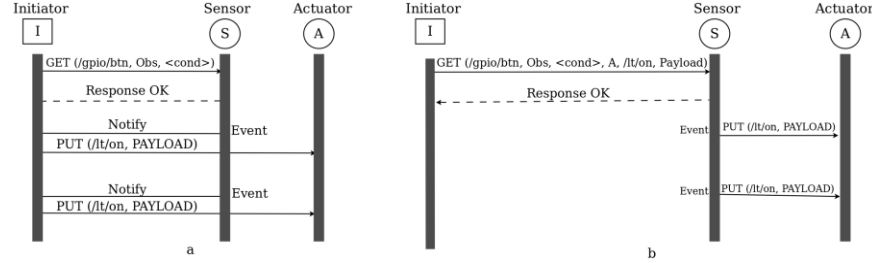 Initiator
Sensor
Actuator
I
S
A
GET (/gpio/btn, Obs, <cond>)
Response OK
Notify
Event
PUT (/lt/on, PAYLOAD)
Notify
Event
PUT (/lt/on, PAYLOAD)
a
Initiator
Sensor
Actuator
I
S
A
GET (/gpio/btn, Obs, <cond>, A, /lt/on, Payload)
Response OK
Event
PUT (/lt/on, PAYLOAD)
Event
PUT (/lt/on, PAYLOAD)
b